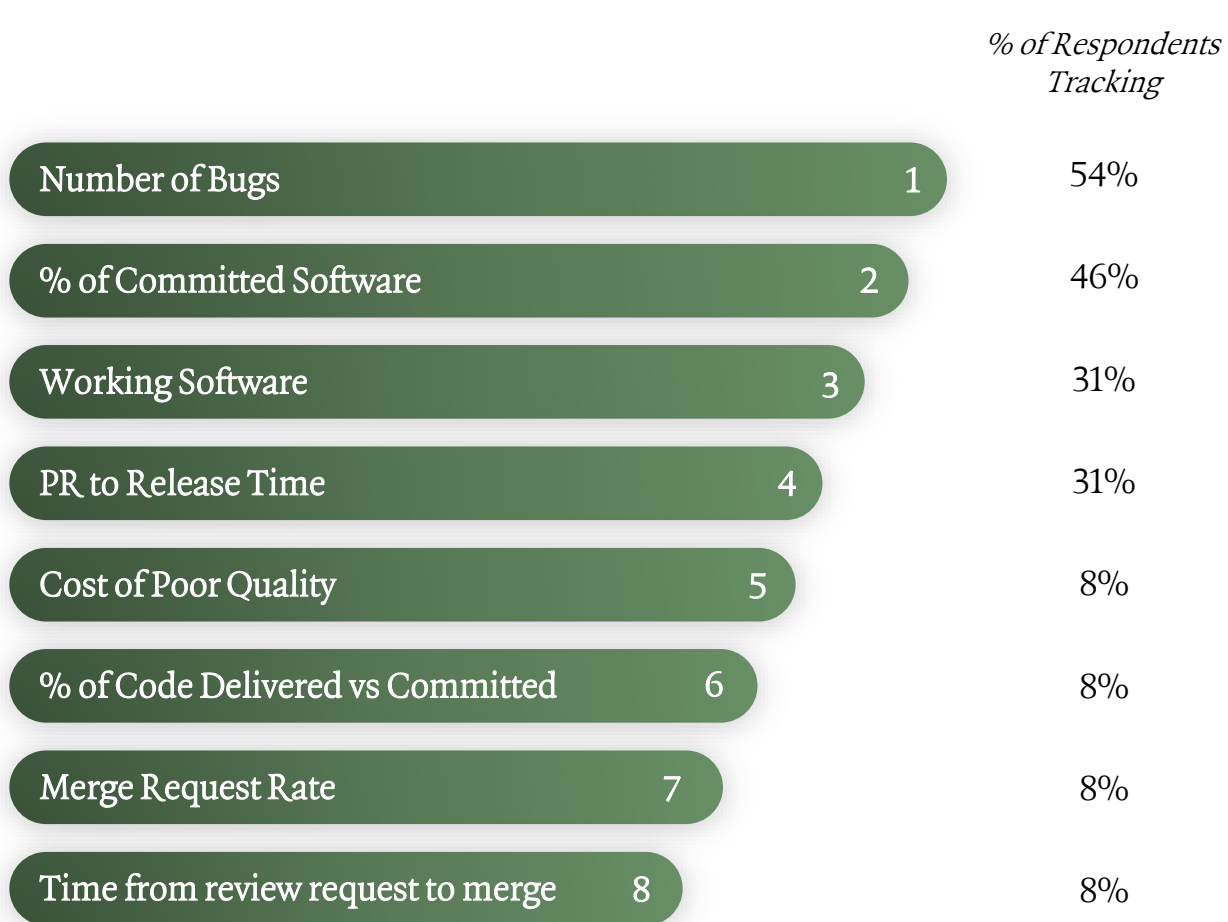 % of Respondents
Tracking
Number of Bugs 1 54%
% of Committed Software 2 46%
Working Software 3 31%
PR to Release Time 4 31%
Cost of Poor Quality 5 8%
% of Code Delivered vs Committed 6 8%
Merge Request Rate 7 8%
Time from review request to merge 8 8%